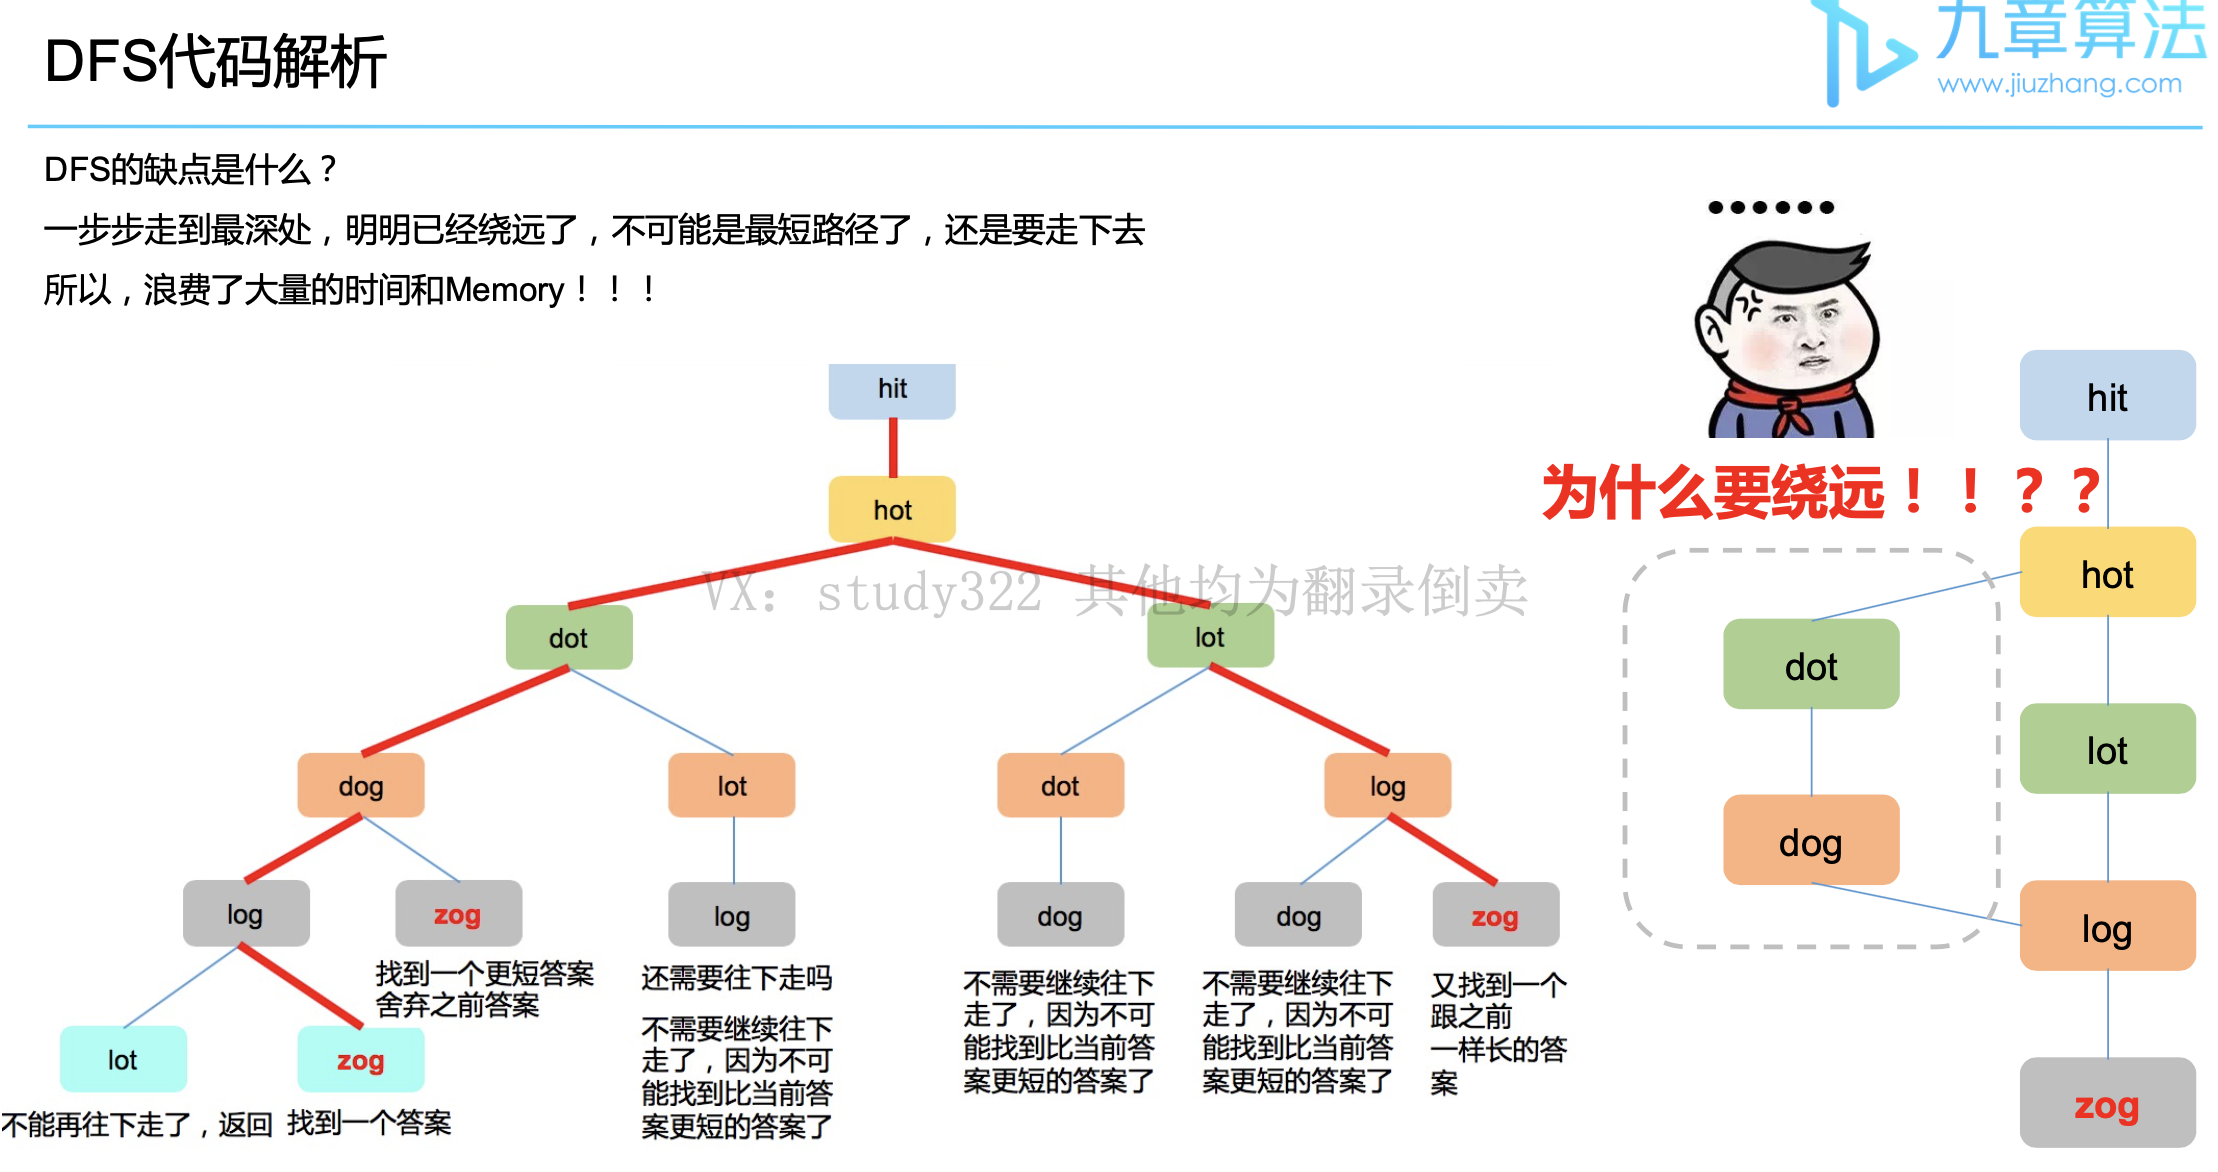 DFS代码解析
九章算法
www.jiuzhang.com
DFS的缺点是什么？
一步步走到最深处，明明已经绕远了，不可能是最短路径了，还是要走下去
所以，浪费了大量的时间和Memory！！！
••••••
为什么要绕远！！？？
hit
hot
VX: study322 其他均为翻录倒卖
dot
lot
dog
lot
dot
log
log
zog
log
dog
dog
zog
找到一个更短答案
舍弃之前答案
还需要往下走吗
不需要继续往下
走了，因为不可
能找到比当前答
案更短的答案了
不需要继续往下
走了，因为不可
能找到比当前答
案更短的答案了
不需要继续往下
走了，因为不可
能找到比当前答
案更短的答案了
又找到一个
跟之前
一样长的答
案
lot
zog
不能再往下走了，返回
找到一个答案
hit
hot
dot
lot
dog
log
zog